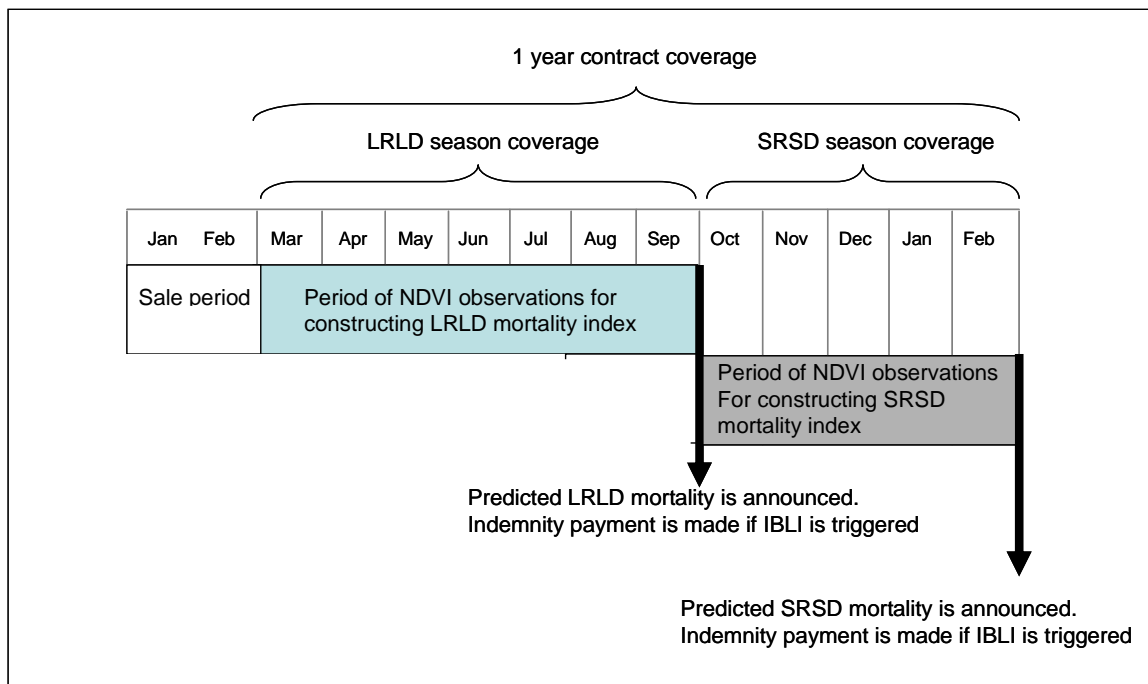 1 year contract coverage
LRLD season coverage SRSD season coverage
Jan Feb Mar Apr May Jun Jul Aug Sep Oct Nov Dec Jan Feb
Sale period
Period of NDVI observations for
constructing LRLD mortality index
Period of NDVI observations
For constructing SRSD
mortality index
Predicted LRLD mortality is announced.
Indemnity payment is made if IBLI is triggered
Predicted SRSD mortality is announced.
Indemnity payment is made if IBLI is triggered